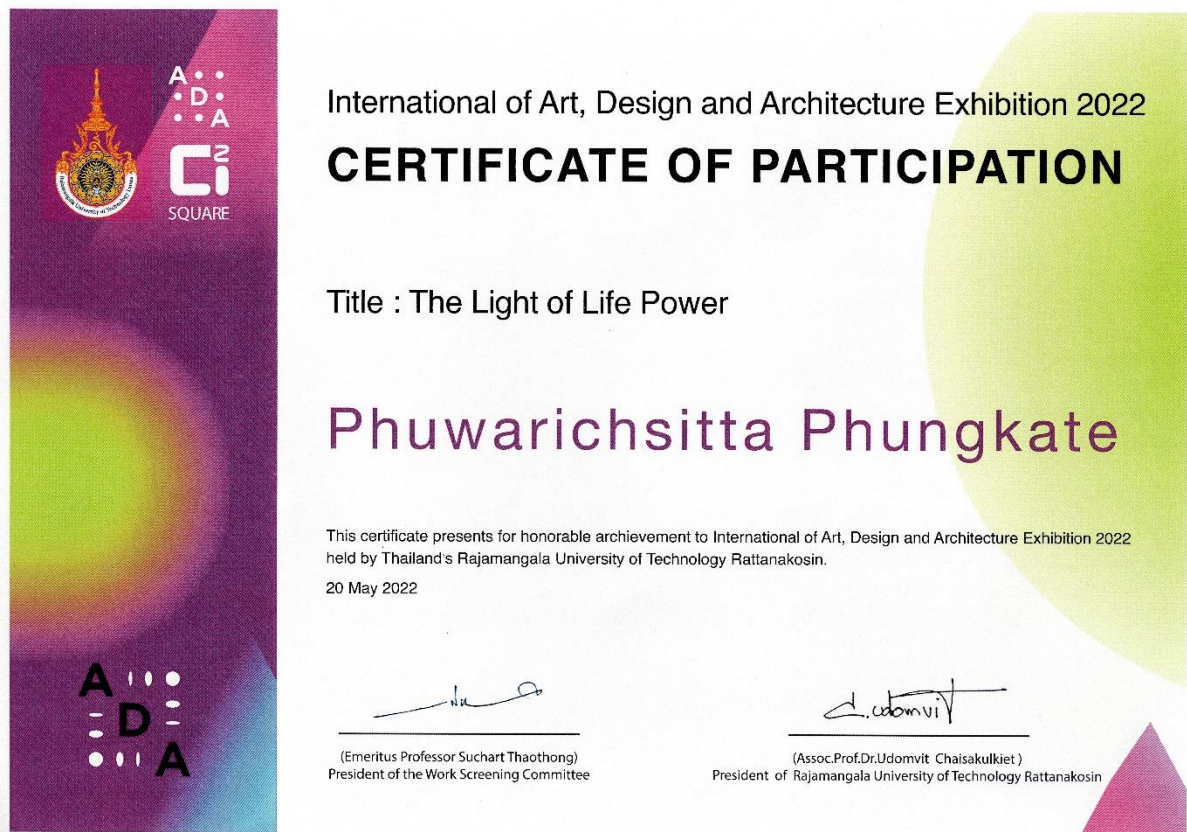 A
D
A
Ci2
SQUARE
International of Art, Design and Architecture Exhibition 2022
CERTIFICATE OF PARTICIPATION
Title : The Light of Life Power
Phuwarichsitta Phungkate
This certificate presents for honorable archievement to International of Art, Design and Architecture Exhibition 2022
held by Thailand's Rajamangala University of Technology Rattanakosin.
20 May 2022
A
D
A
C.udomvit
(Emeritus Professor Suchart Thaothong)
President of the Work Screening Committee
(Assoc.Prof.Dr.Udomvit Chaisakulkiet )
President of Rajamangala University of Technology Rattanakosin